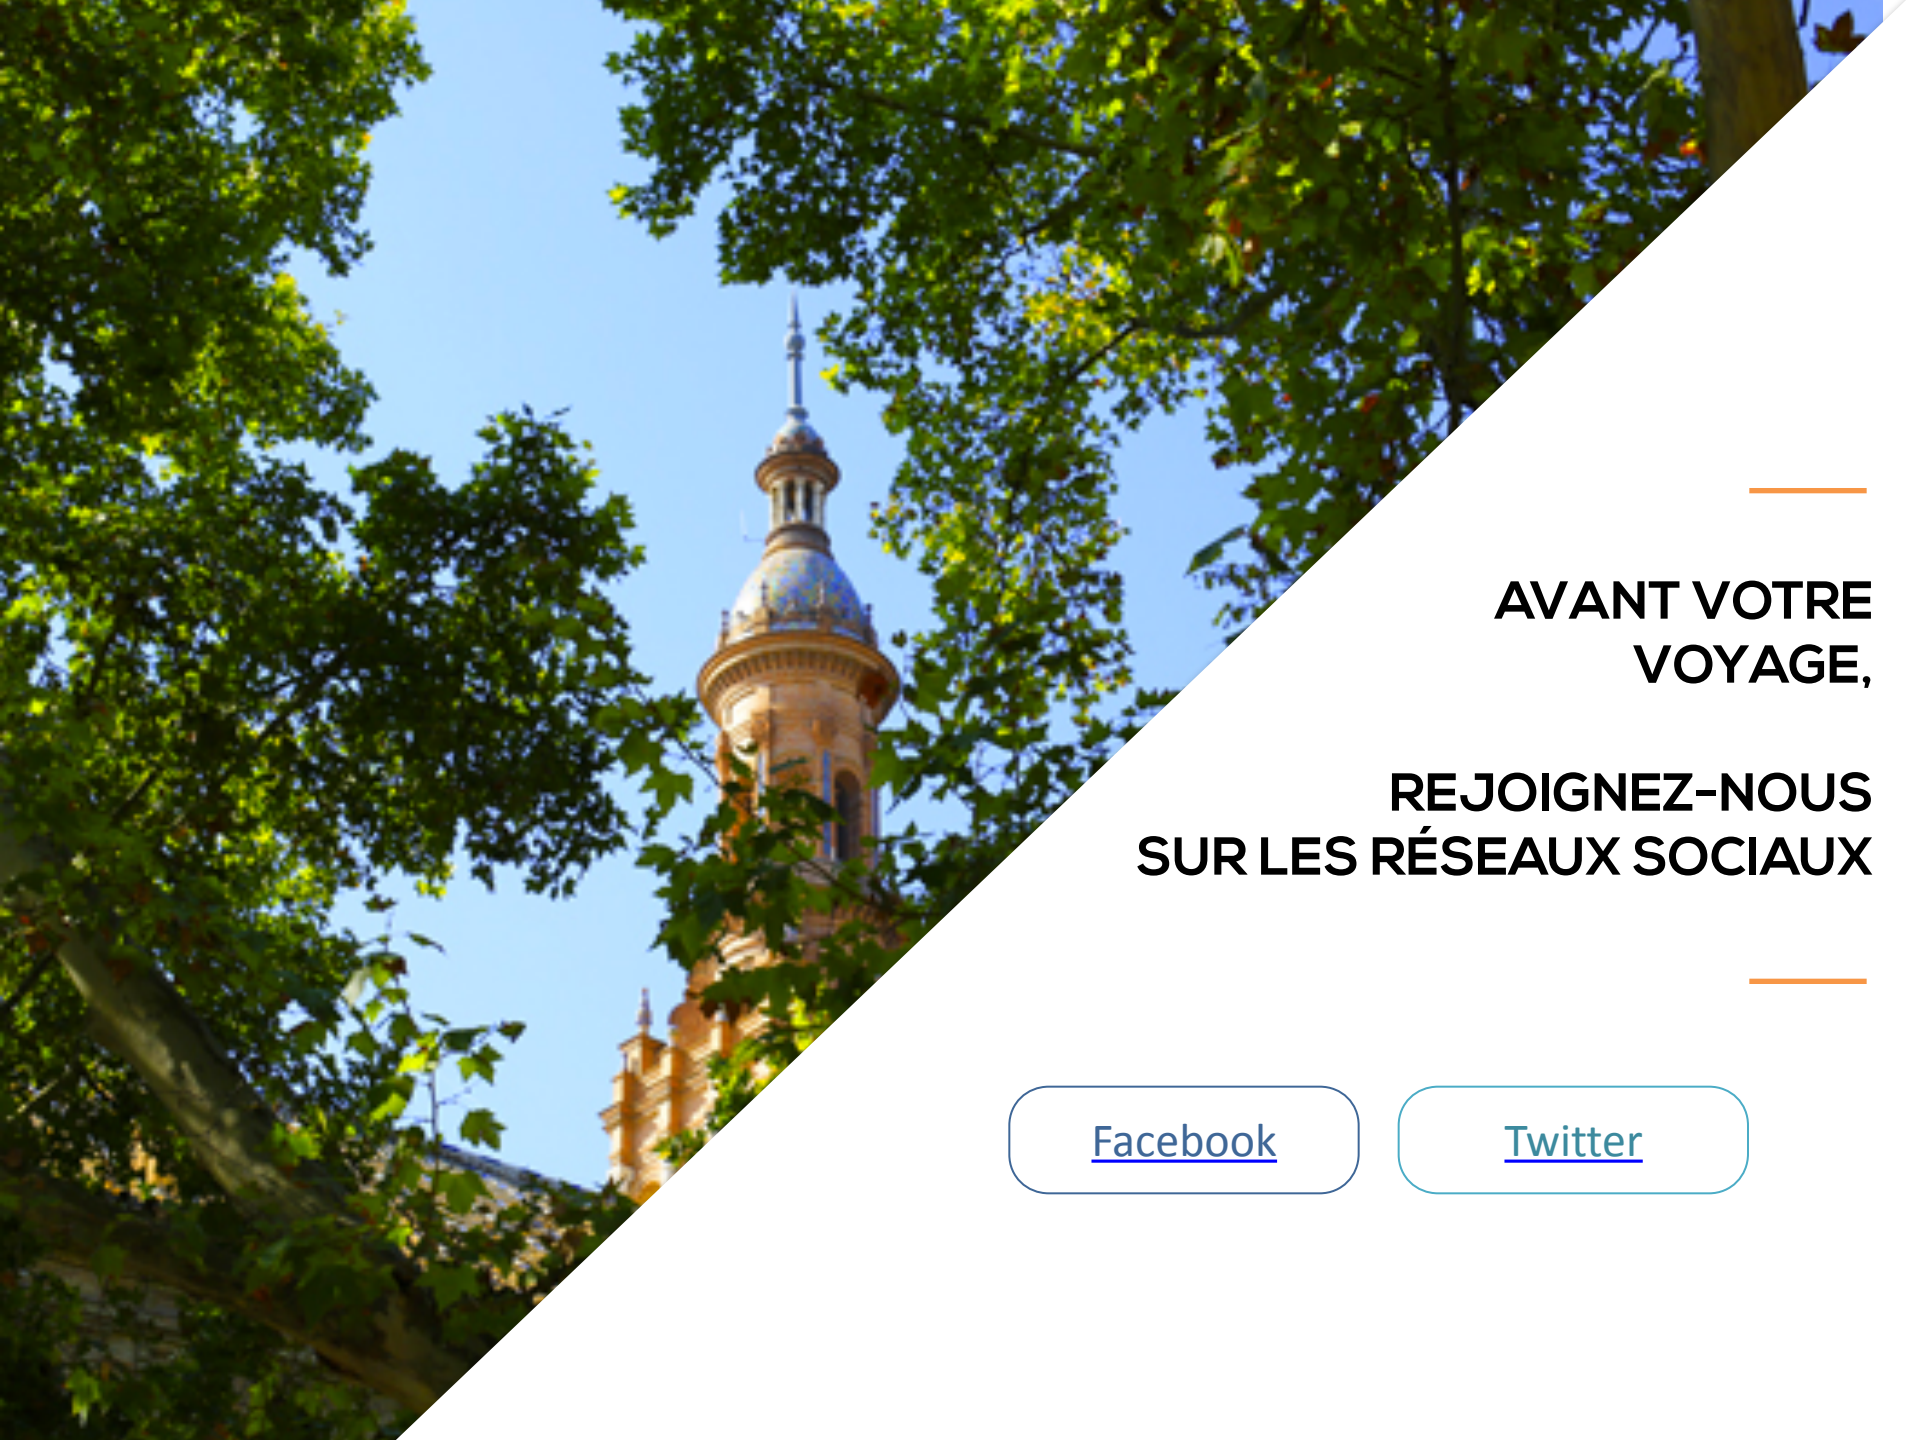 AVANT VOTRE
VOYAGE,
REJOIGNEZ-NOUS
SUR LES RÉSEAUX SOCIAUX
Facebook
Twitter